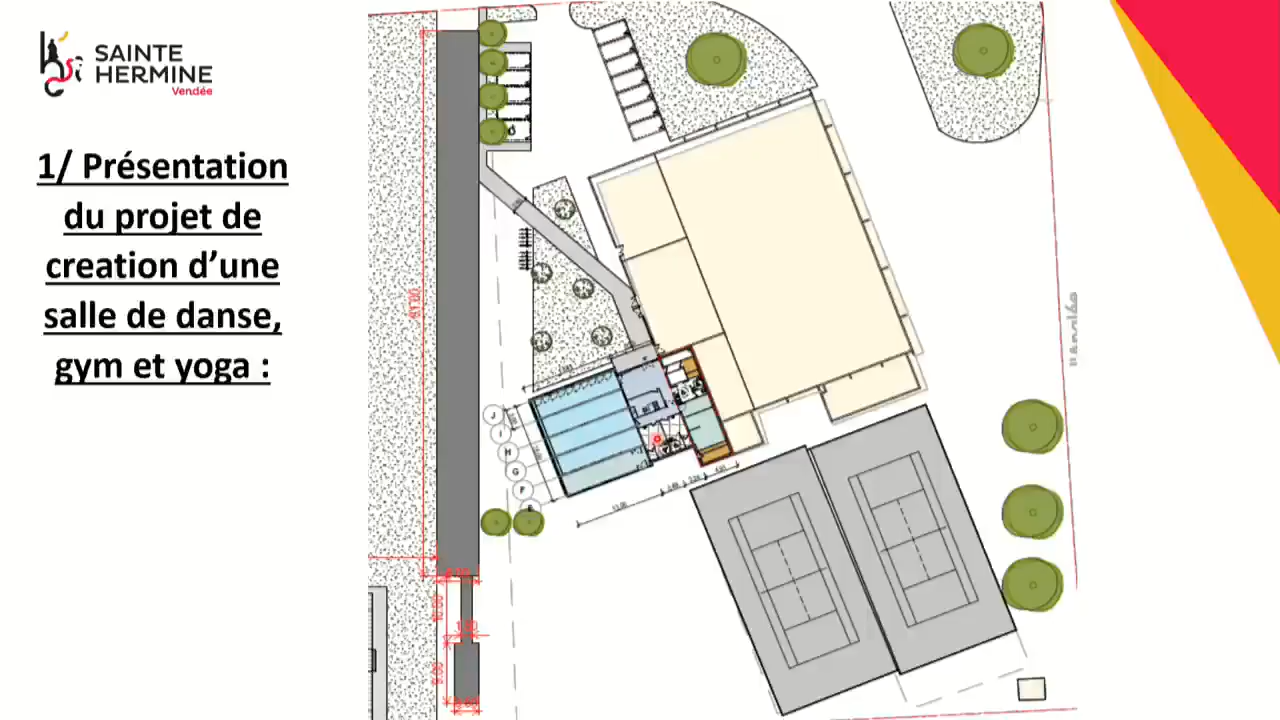 SAINTE
HERMINE
Vendée
1/ Présentation
du projet de
creation d’une
salle de danse,
gym et yoga :
J
I
H
G
F
E